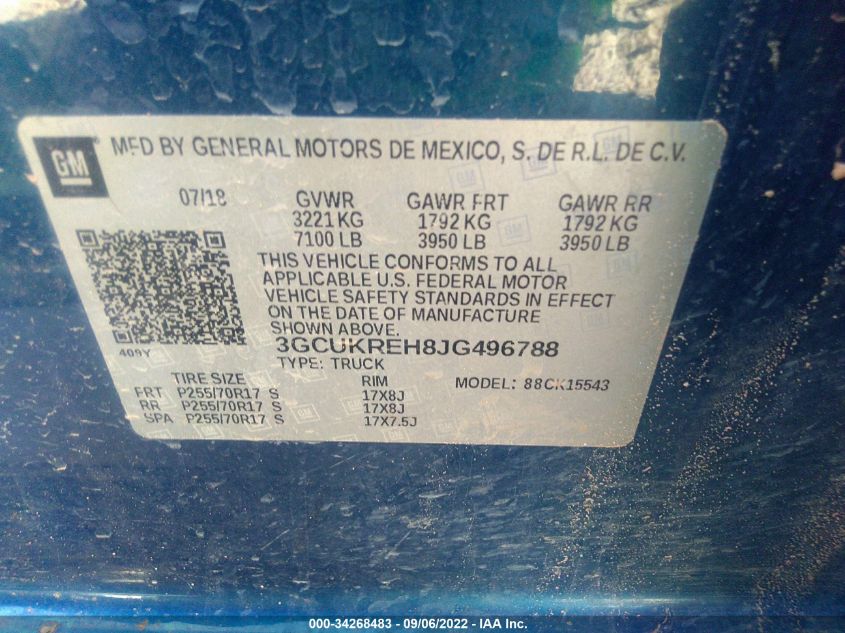 GM
MFD BY GENERAL MOTORS DE MEXICO, S. DE R.L. DE C.V.
07/18 GVWR GAWR FRT GAWR RR
3221 KG 1792 KG 1792 KG
7100 LB 3950 LB 3950 LB
THIS VEHICLE CONFORMS TO ALL
APPLICABLE U.S. FEDERAL MOTOR
VEHICLE SAFETY STANDARDS IN EFFECT
ON THE DATE OF MANUFACTURE
SHOWN ABOVE.
409Y
3GCUKREH8JG496788
TYPE: TRUCK
TIRE SIZE RIM MODEL: 88CK15543
FRT P255/70R17 S 17X8J
RR P255/70R17 S 17X8J
SPA P255/70R17 S 17X7.5J
000-34268483 - 09/06/2022 - IAA Inc.